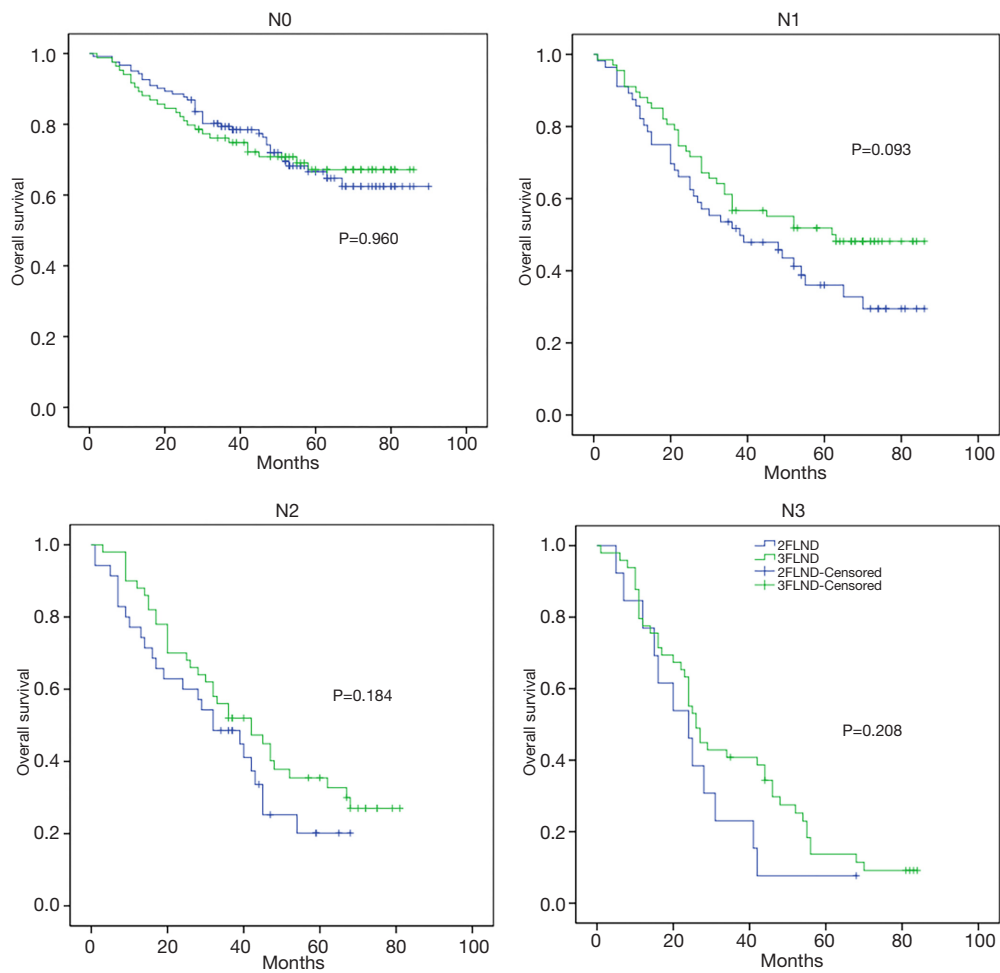 N0
Overall survival
1.0
0.8
0.6
0.4
0.2
0.0
P=0.960
0 20 40 60 80 100
Months
N1
Overall survival
1.0
0.8
0.6
0.4
0.2
0.0
P=0.093
0 20 40 60 80 100
Months
N2
Overall survival
1.0
0.8
0.6
0.4
0.2
0.0
P=0.184
0 20 40 60 80 100
Months
N3
Overall survival
1.0
0.8
0.6
0.4
0.2
0.0
2FLND
3FLND
2FLND-Censored
3FLND-Censored
P=0.208
0 20 40 60 80 100
Months